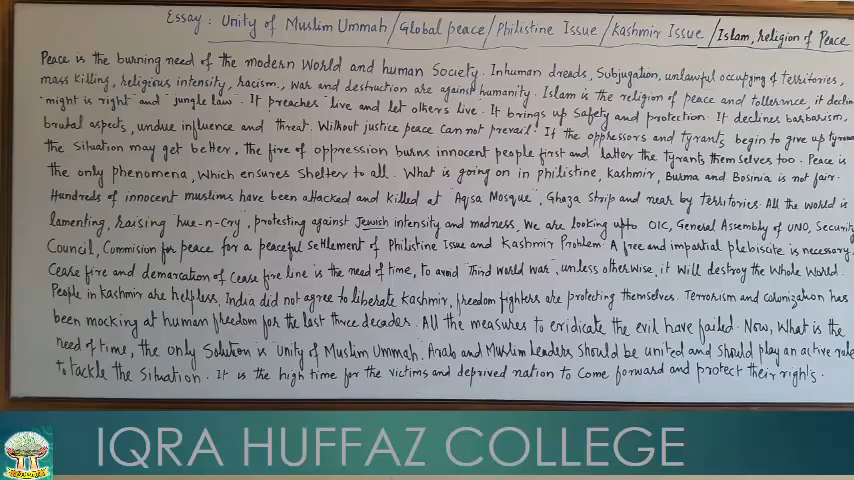 Essay: Unity of Muslim Ummah/Global peace/Philistine Issue/Kashmir Issue/Islam, religion of Peace
Peace is the burning need of the modern World and human Society. Inhuman dreads, Subjugation, unlawful occupying of territories,
mass killing, religious intensity, racism, war and destruction are against humanity. Islam is the religion of peace and tollerance, it declin
"might is right" and "jungle law". It preaches "live and let others live. It brings up Safety and protection. It declines barbarism,
brutal aspects, undue influence and threat. Without justice peace can not prevail. If the oppressors and tyrants begin to give up tyran
the Situation may get better, the fire of oppression burns innocent people first and latter the tyrants themselves too. Peace is
the only phenomena, which ensures Shelter to all. What is going on in philistine, Kashmir, Burma and Bosinia is not fair.
Hundreds of innocent muslims have been attacked and killed at "Aqsa Mosque", Ghaza Strip and near by territories. All the world is
lamenting, raising hue-n-cry, protesting against Jewish intensity and madness. We are looking upto OIC, General Assembly of UNO, Security
Council, Commision for peace for a peaceful Settlement of Philistine Issue and Kashmir Problem. A free and impartial plebiscite is necessary.
Cease fire and demarcation of Cease fire line is the need of time, to avoid "Third world war", unless otherwise, it will destroy the Whole World.
People in Kashmir are helpless, India did not agree to liberate Kashmir, freedom fighters are protecting themselves. Terrorism and colonization has
been mocking at human freedom for the last three decades. All the measures to eridicate the evil have failed. Now, What is the
need of time, the only Solution is Unity of Muslim Ummah. Arab and Muslim leaders Should be united and Should play an active role
to tackle the Situation. It is the high time for the victims and deprived nation to Come forward and protect their rights.
IQRA HUFFAZ COLLEGE